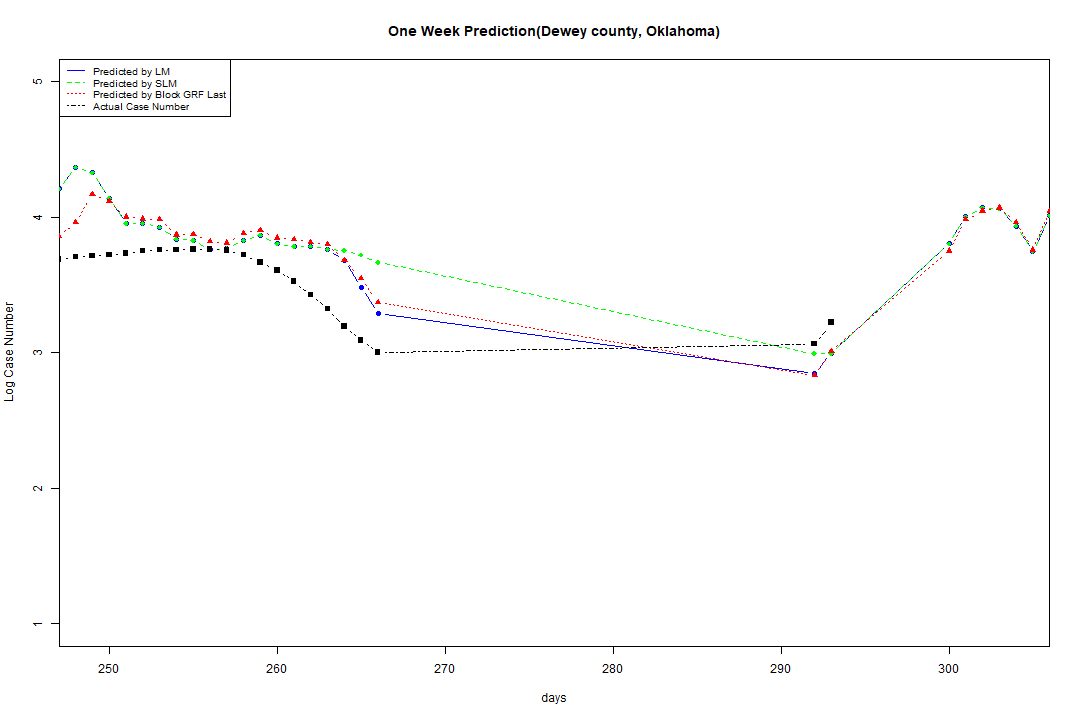 One Week Prediction(Dewey county, Oklahoma)
Predicted by LM
Predicted by SLM
Predicted by Block GRF Last
Actual Case Number
5
4
3
2
1
Log Case Number
250 260 270 280 290 300
days